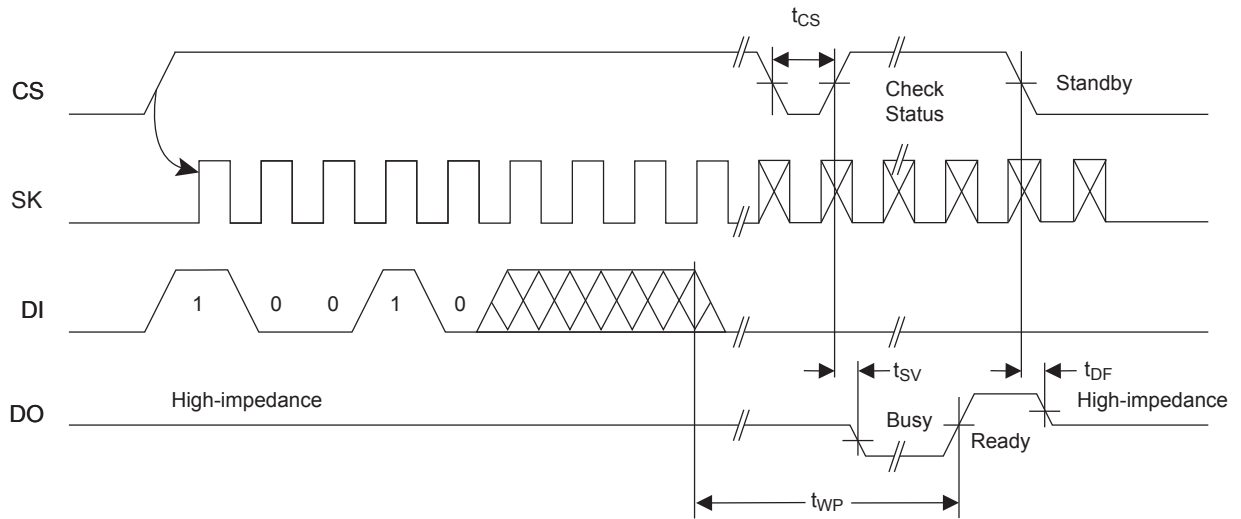 tCS
CS
Check
Status
Standby
SK
DI
1 0 0 1 0
tSV
tDF
High-impedance
High-impedance
DO
Busy
Ready
tWP